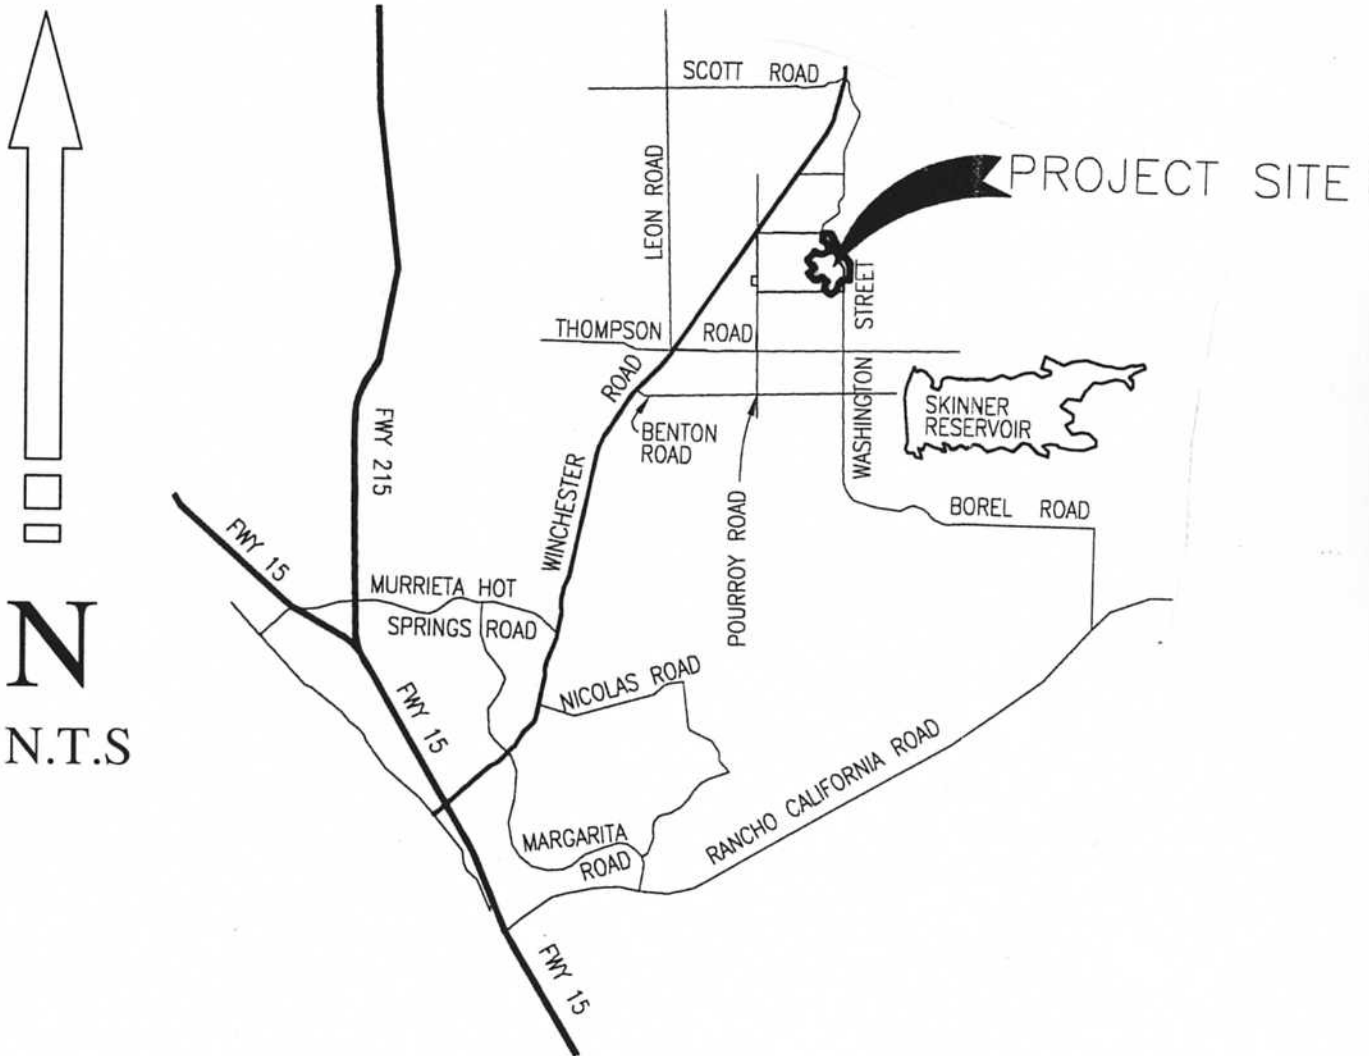 SCOTT ROAD
PROJECT SITE
LEON ROAD
THOMPSON ROAD
WASHINGTON STREET
ROAD
WINCHESTER
BENTON
ROAD
SKINNER
RESERVOIR
POURROY ROAD
BOREL ROAD
FWY 215
FWY 15
MURRIETA HOT
SPRINGS ROAD
N
N.T.S
FWY 15
NICOLAS ROAD
RANCHO CALIFORNIA ROAD
MARGARITA
ROAD
FWY 15